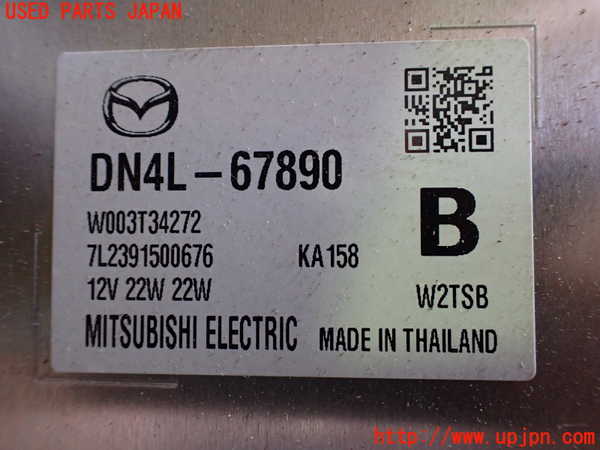 USED PARTS JAPAN
DN4L-67890
W003T34272
7L2391500676 KA158
B
12V 22W 22W
W2TSB
MITSUBISHI ELECTRIC MADE IN THAILAND
http://www.upjpn.com/